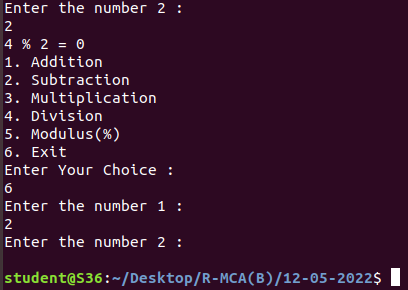 Enter the number 2 :
2
4 % 2 = 0
1. Addition
2. Subtraction
3. Multiplication
4. Division
5. Modulus(%)
6. Exit
Enter Your Choice :
6
Enter the number 1 :
2
Enter the number 2 :
student@S36:~/Desktop/R-MCA(B)/12-05-2022$